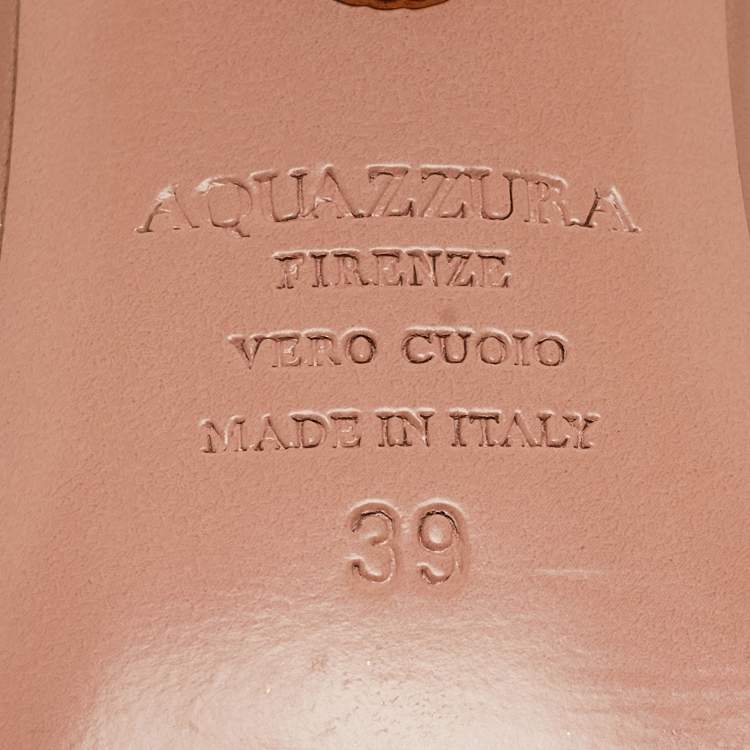 AQUAZZURA
FIRENZE
VERO CUOIO
MADE IN ITALY
39